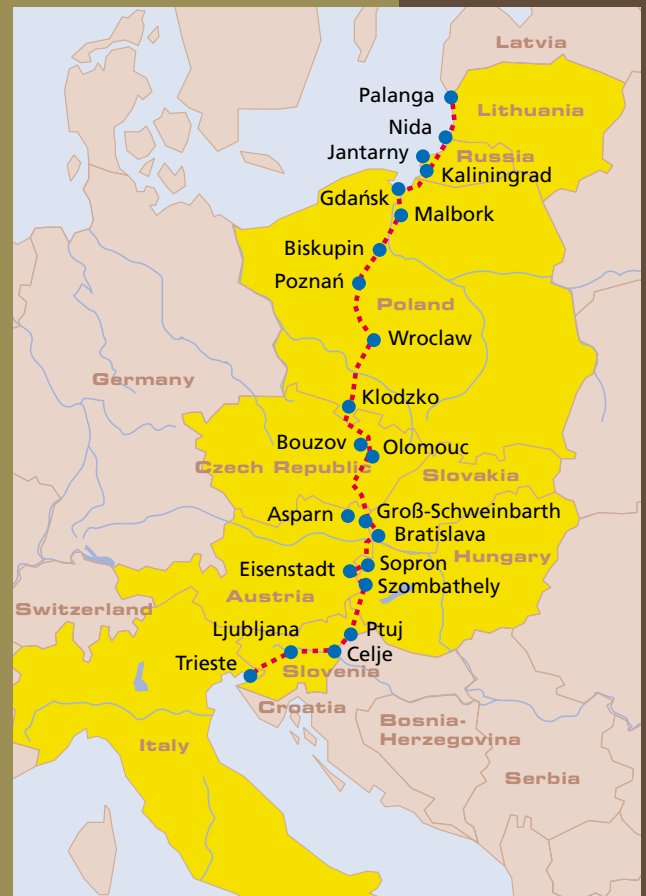 Latvia
Palanga
Lithuania
Nida
Jantarny
Russia
Kaliningrad
Gdańsk
Malbork
Biskupin
Poznań
Poland
Wroclaw
Germany
Klodzko
Bouzov
Olomouc
Czech Republic
Slovakia
Asparn
Groß-Schweinbarth
Bratislava
Hungary
Eisenstadt
Sopron
Szombathely
Austria
Switzerland
Ljubljana
Ptuj
Trieste
Celje
Slovenia
Croatia
Bosnia-
Herzegovina
Italy
Serbia